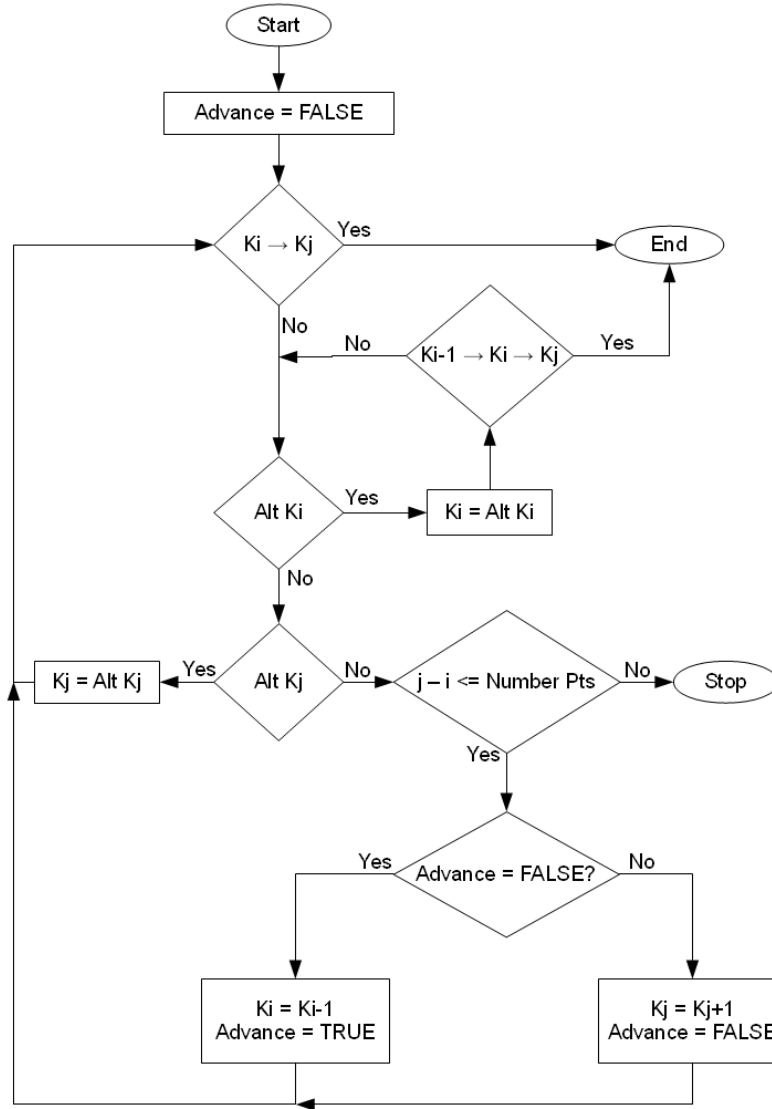 Start
Advance = FALSE
Ki → Kj
Yes
End
No
No
Ki-1 → Ki → Kj
Yes
Alt Ki
Yes
Ki = Alt Ki
No
Kj = Alt Kj
Yes
Alt Kj
No
j – i <= Number Pts
No
Stop
Yes
Yes
Advance = FALSE?
No
Ki = Ki-1
Advance = TRUE
Kj = Kj+1
Advance = FALSE